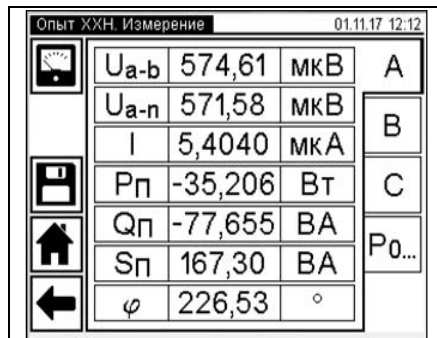 Опыт ХХН. Измерение 01.11.17 12:12
Ua-b 574,61 мкВ
Ua-n 571,58 мкВ
I 5,4040 мкА
Pп -35,206 Вт
Qп -77,655 ВА
Sп 167,30 ВА
φ 226,53 °
A
B
C
P0...